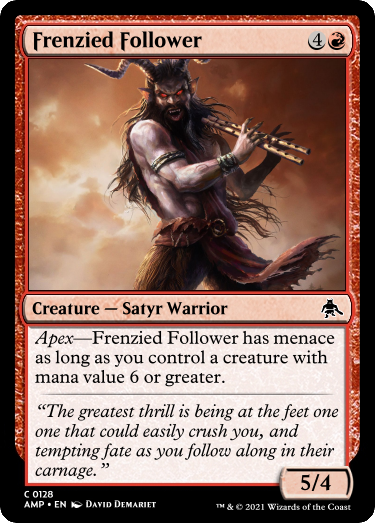 Frenzied Follower 4
Creature — Satyr Warrior
Apex—Frenzied Follower has menace
as long as you control a creature with
mana value 6 or greater.
“The greatest thrill is being at the feet one
one that could easily crush you, and
tempting fate as you follow along in their
carnage.”
5/4
C 0128
AMP • EN DAVID DEMARIET
™ & © 2021 Wizards of the Coast